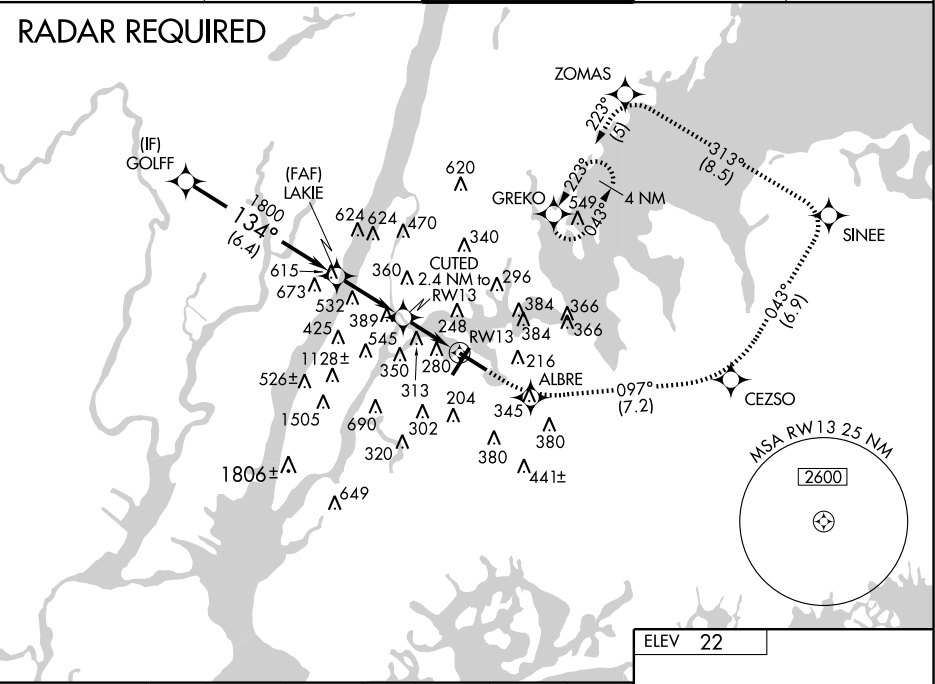 RADAR REQUIRED
ZOMAS
223°
(5)
313°
(8.5)
(IF)
GOLFF
(FAF)
LAKIE
620
GREKO
223°
549
043°
4 NM
SINEE
1800
134°
(6.4)
624
624
470
340
615
673
532
360
CUTED
2.4 NM to
RW13
296
384
384
366
366
043°
(6.9)
389
248
RW13
425
545
1128±
350
313
280
216
526±
ALBRE
345
097°
(7.2)
CEZSO
1505
690
302
204
320
380
380
1806±
441±
649
MSA RW13 25 NM
2600
ELEV 22